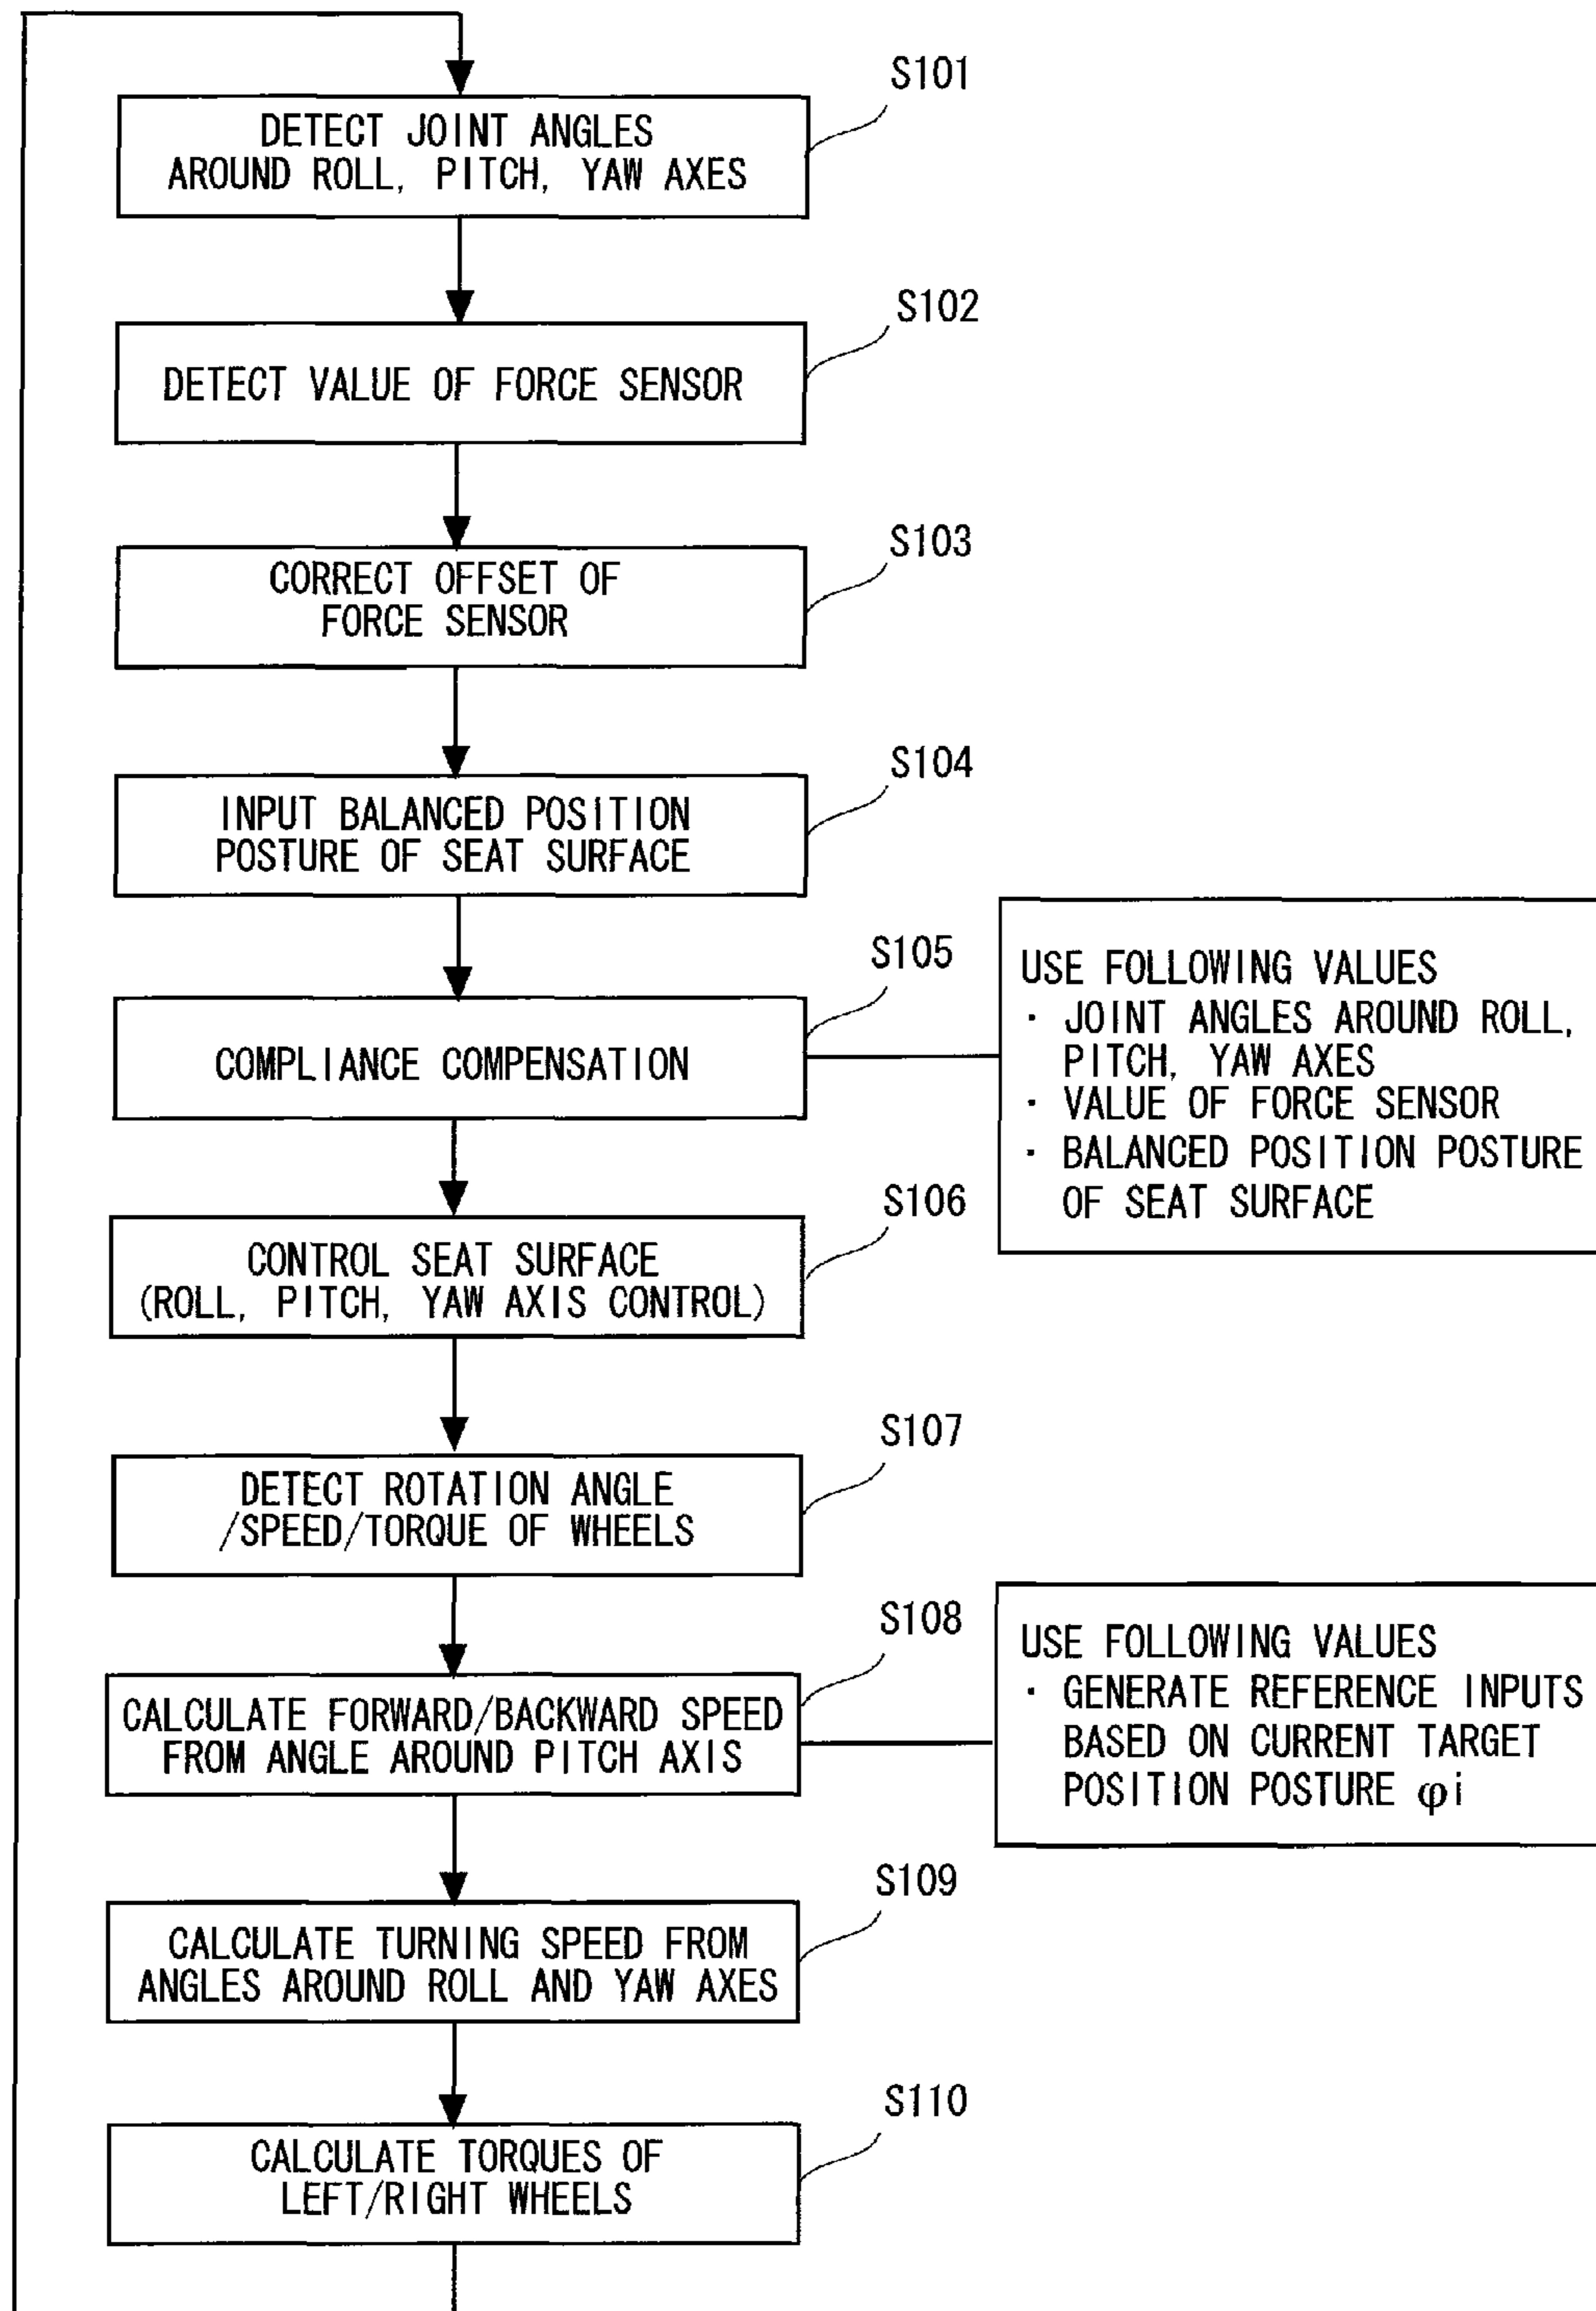 S101
DETECT JOINT ANGLES
AROUND ROLL, PITCH, YAW AXES
S102
DETECT VALUE OF FORCE SENSOR
S103
CORRECT OFFSET OF
FORCE SENSOR
S104
INPUT BALANCED POSITION
POSTURE OF SEAT SURFACE
S105
COMPLIANCE COMPENSATION
USE FOLLOWING VALUES
· JOINT ANGLES AROUND ROLL,
PITCH, YAW AXES
· VALUE OF FORCE SENSOR
· BALANCED POSITION POSTURE
OF SEAT SURFACE
S106
CONTROL SEAT SURFACE
(ROLL, PITCH, YAW AXIS CONTROL)
S107
DETECT ROTATION ANGLE
/SPEED/TORQUE OF WHEELS
S108
CALCULATE FORWARD/BACKWARD SPEED
FROM ANGLE AROUND PITCH AXIS
USE FOLLOWING VALUES
· GENERATE REFERENCE INPUTS
BASED ON CURRENT TARGET
POSITION POSTURE φi
S109
CALCULATE TURNING SPEED FROM
ANGLES AROUND ROLL AND YAW AXES
S110
CALCULATE TORQUES OF
LEFT/RIGHT WHEELS